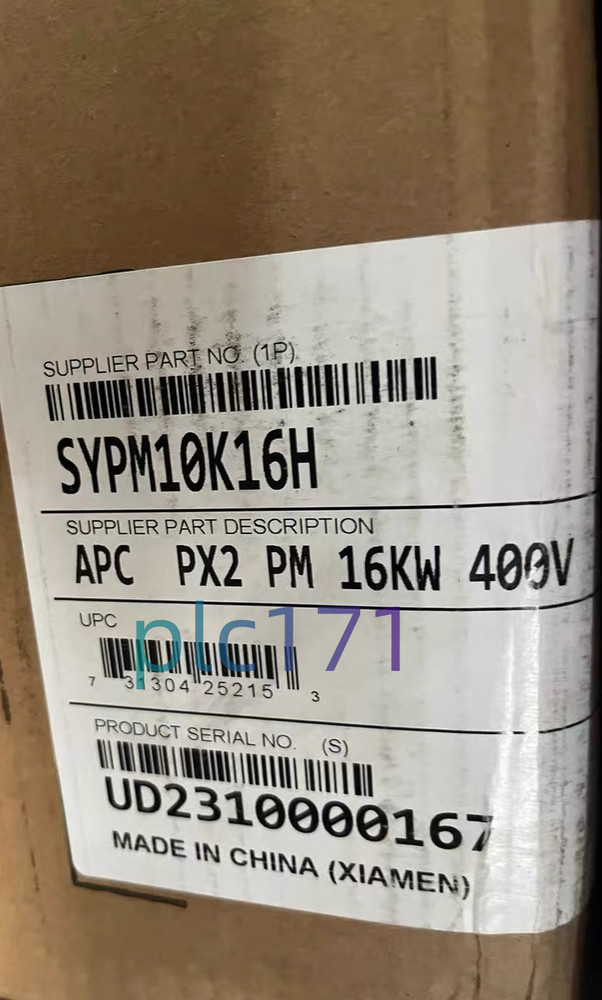 SUPPLIER PART NO. (1P)
SYPM10K16H
SUPPLIER PART DESCRIPTION
APC PX2 PM 16KW 400V
UPC
plc171
7 31304 25215 3
PRODUCT SERIAL NO. (S)
UD2310000167
MADE IN CHINA (XIAMEN)